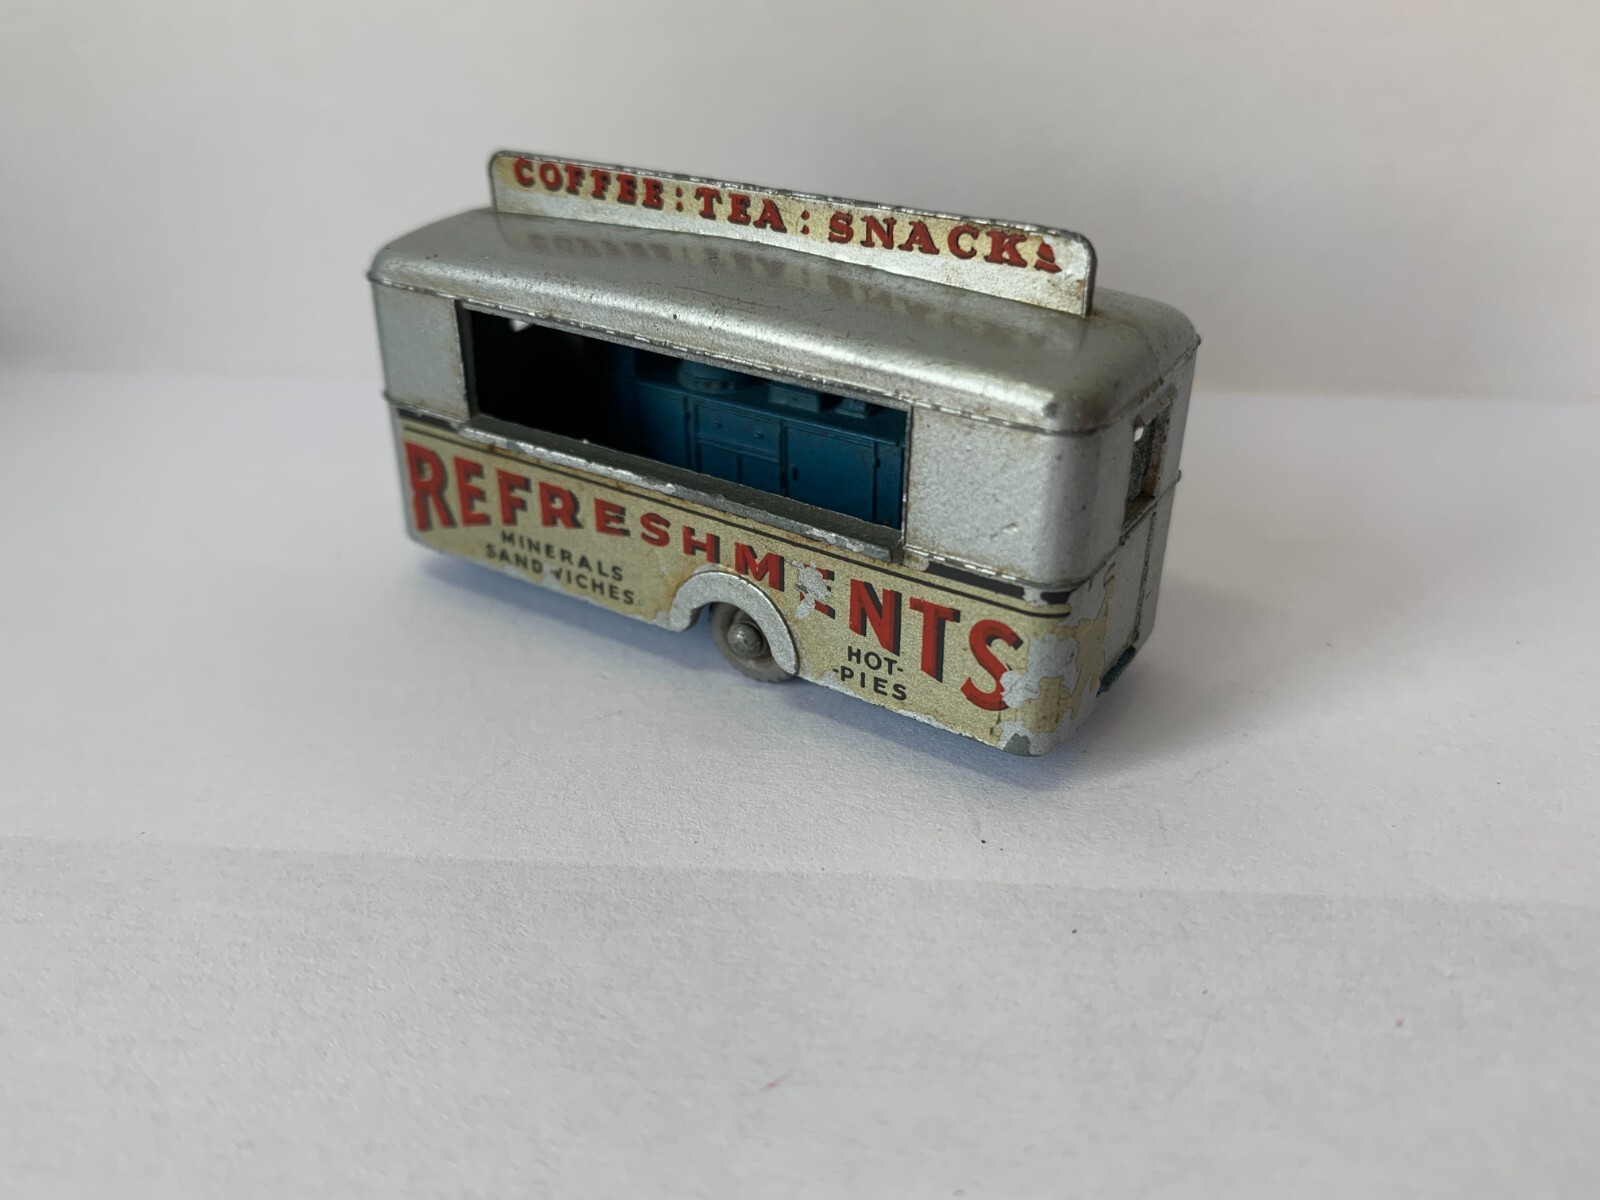 COFFEE : TEA : SNACKs
REFRESHMENTS
MINERALS
SANDWICHES
HOT-
-PIES